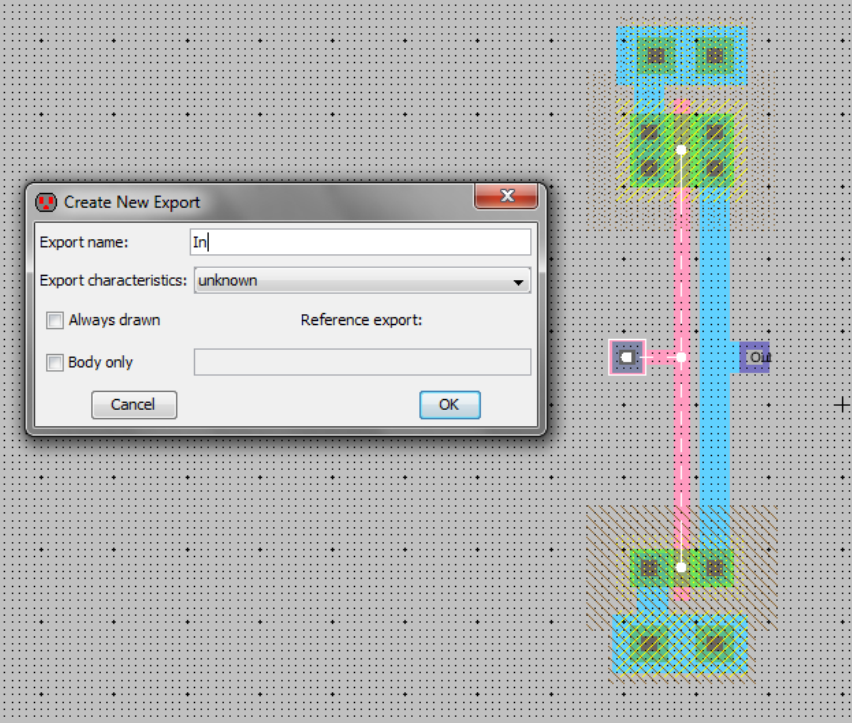 Create New Export
Export name:
In
Export characteristics:
unknown
Always drawn
Reference export:
Body only
Cancel
OK
Out